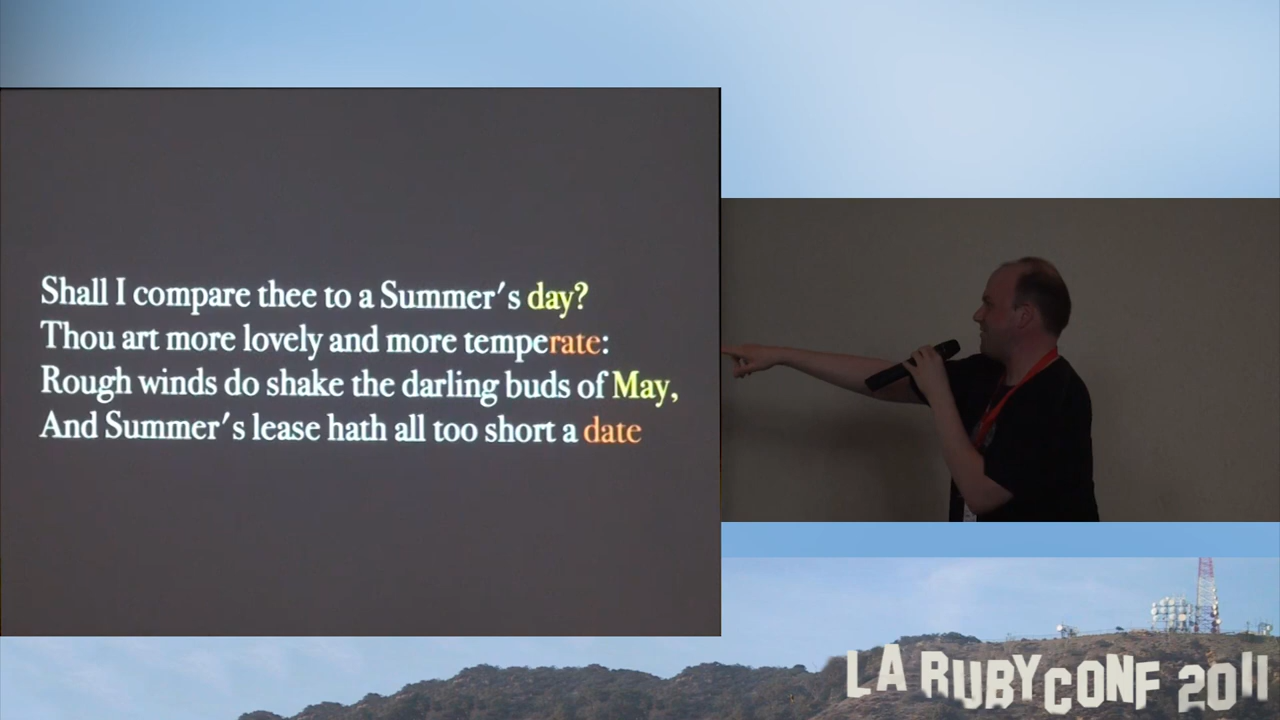 Shall I compare thee to a Summer's day?
Thou art more lovely and more temperate:
Rough winds do shake the darling buds of May,
And Summer's lease hath all too short a date
LA RUBYCONF 2011